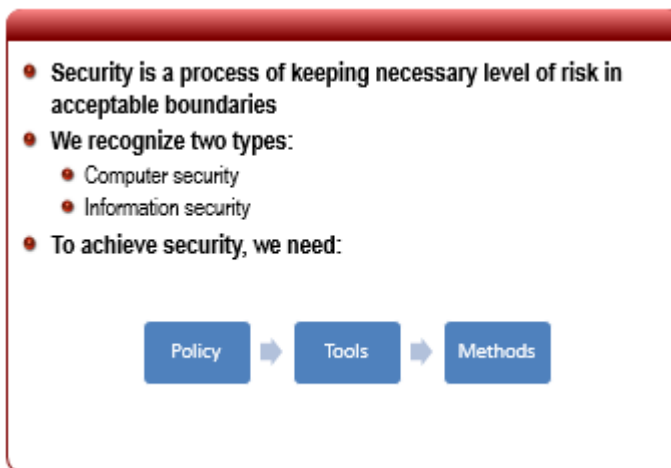 Security is a process of keeping necessary level of risk in
acceptable boundaries
We recognize two types:
Computer security
Information security
To achieve security, we need:
Policy
Tools
Methods